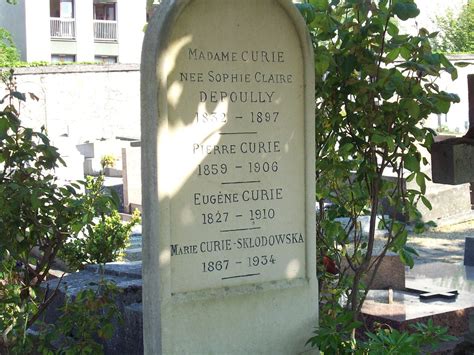 MADAME CURIE
NEE SOPHIE CLAIRE
DEPOULLY
1832 - 1897
PIERRE CURIE
1859 - 1906
EUGÈNE CURIE
1827 - 1910
MARIE CURIE - SKLODOWSKA
1867 - 1934